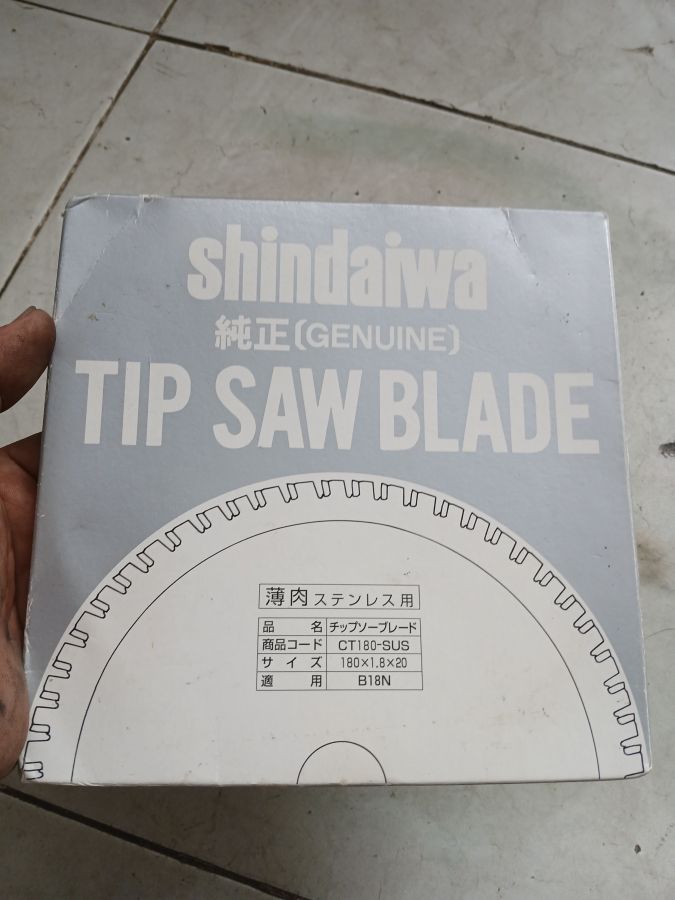 shindaiwa
純正(GENUINE)
TIP SAW BLADE
薄肉ステンレス用
品 名 チップソーブレード
商品コード CT180-SUS
サイズ 180×1.8×20
適 用 B18N